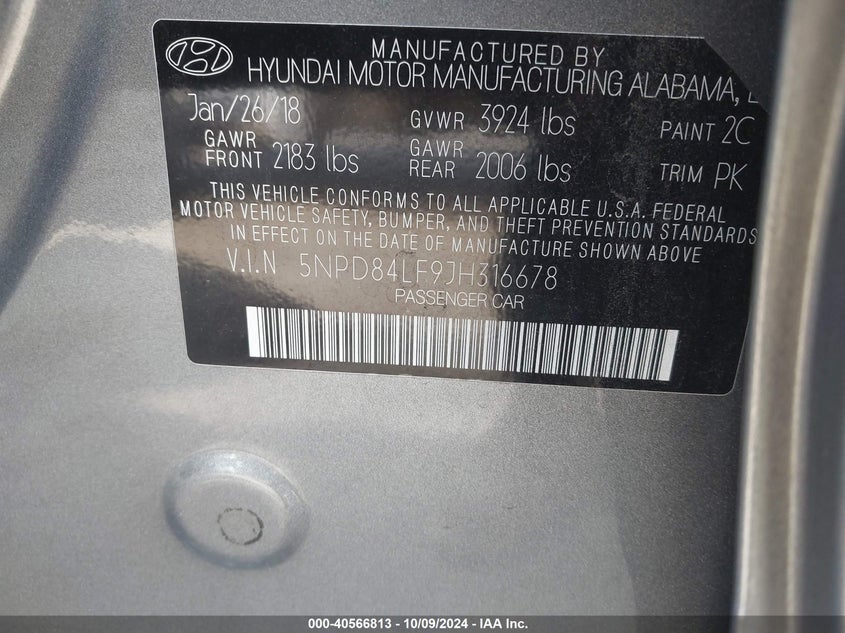 MANUFACTURED BY
HYUNDAI MOTOR MANUFACTURING ALABAMA,
Jan/26/18 GVWR 3924 lbs PAINT 2C
GAWR FRONT 2183 lbs GAWR REAR 2006 lbs TRIM PK
THIS VEHICLE CONFORMS TO ALL APPLICABLE U.S.A. FEDERAL
MOTOR VEHICLE SAFETY, BUMPER, AND THEFT PREVENTION STANDARDS
IN EFFECT ON THE DATE OF MANUFACTURE SHOWN ABOVE
V.I.N 5NPD84LF9JH316678
PASSENGER CAR
000-40566813 - 10/09/2024 - IAA Inc.